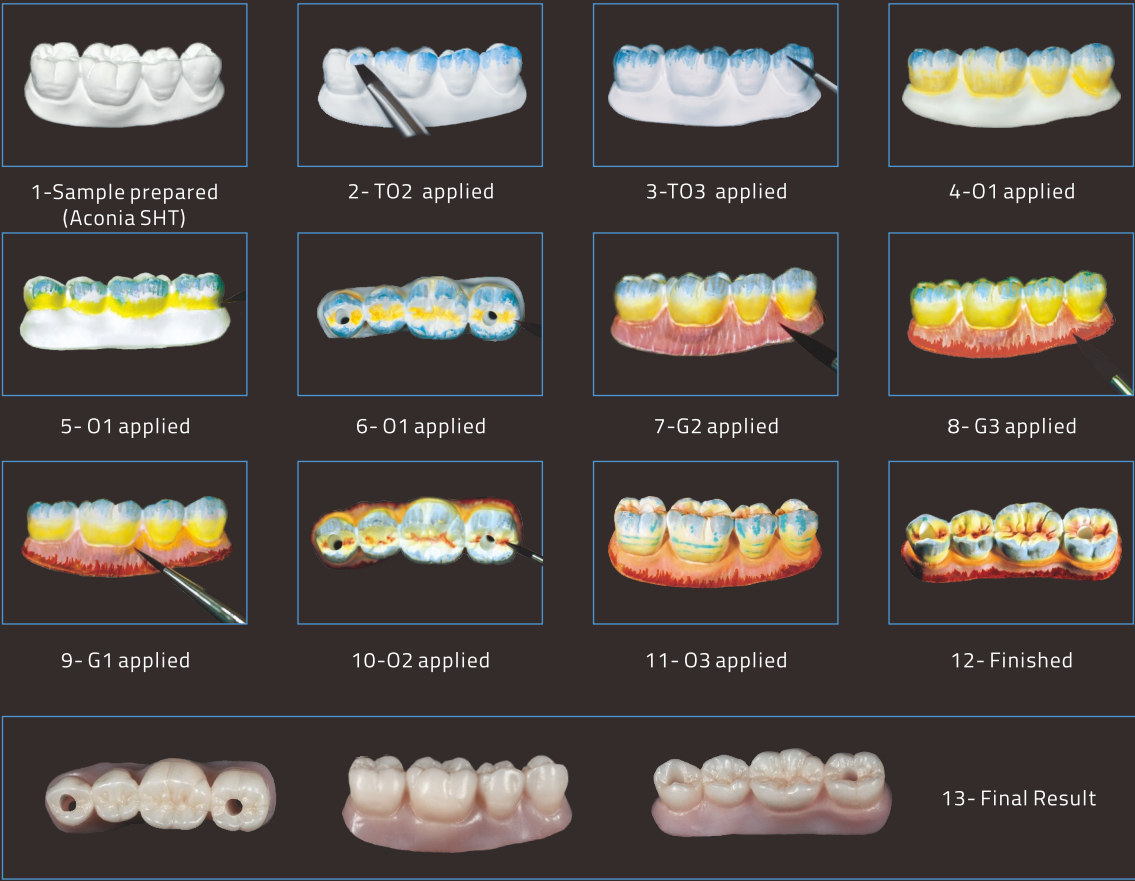 1-Sample prepared
(Aconia SHT)
2- TO2 applied
3-TO3 applied
4-O1 applied
5- O1 applied
6- O1 applied
7-G2 applied
8- G3 applied
9- G1 applied
10-O2 applied
11- O3 applied
12- Finished
13- Final Result